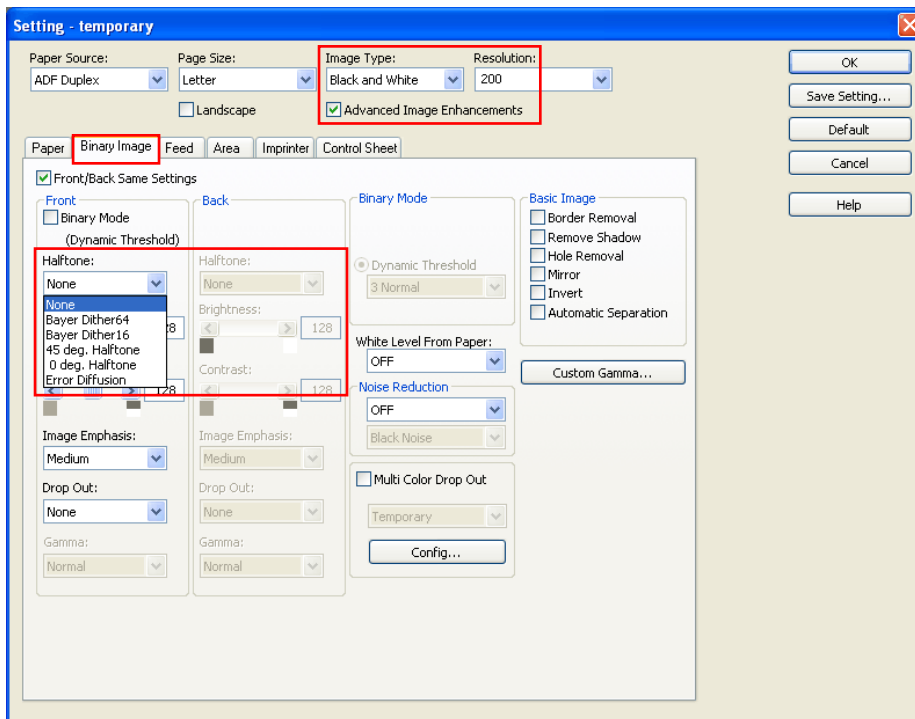 Setting - temporary
Paper Source: Page Size: Image Type: Resolution:
ADF Duplex Letter Black and White 200
Landscape Advanced Image Enhancements
OK
Save Setting...
Default
Cancel
Help
Paper Binary Image Feed Area Imprinter Control Sheet
Front/Back Same Settings
Front
Binary Mode
(Dynamic Threshold)
Halftone:
None
None
Bayer Dither64
Bayer Dither16
45 deg. Halftone
0 deg. Halftone
Error Diffusion
128
Image Emphasis:
Medium
Drop Out:
None
Gamma:
Normal
Back
Halftone:
None
Brightness:
128
Contrast:
128
Image Emphasis:
Medium
Drop Out:
None
Gamma:
Normal
Binary Mode
Dynamic Threshold
3 Normal
White Level From Paper:
OFF
Noise Reduction
OFF
Black Noise
Multi Color Drop Out
Temporary
Config...
Basic Image
Border Removal
Remove Shadow
Hole Removal
Mirror
Invert
Automatic Separation
Custom Gamma...